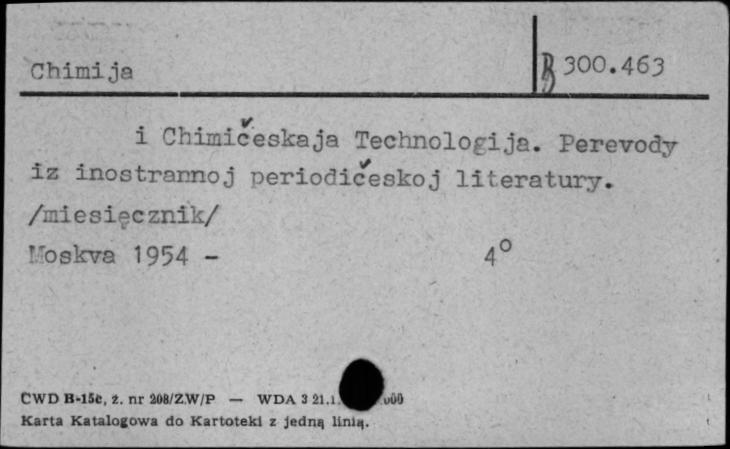 Chimija
B 300.463
i Chimičeskaja Technologija. Perevody
iz inostrannoj periodičeskoj literatury.
/miesięcznik/
Moskva 1954 - 4°
CWD B-15c, z. nr 208/Z.W/P — WDA 3 21.1
Karta Katalogowa do Kartoteki z jedną linią.